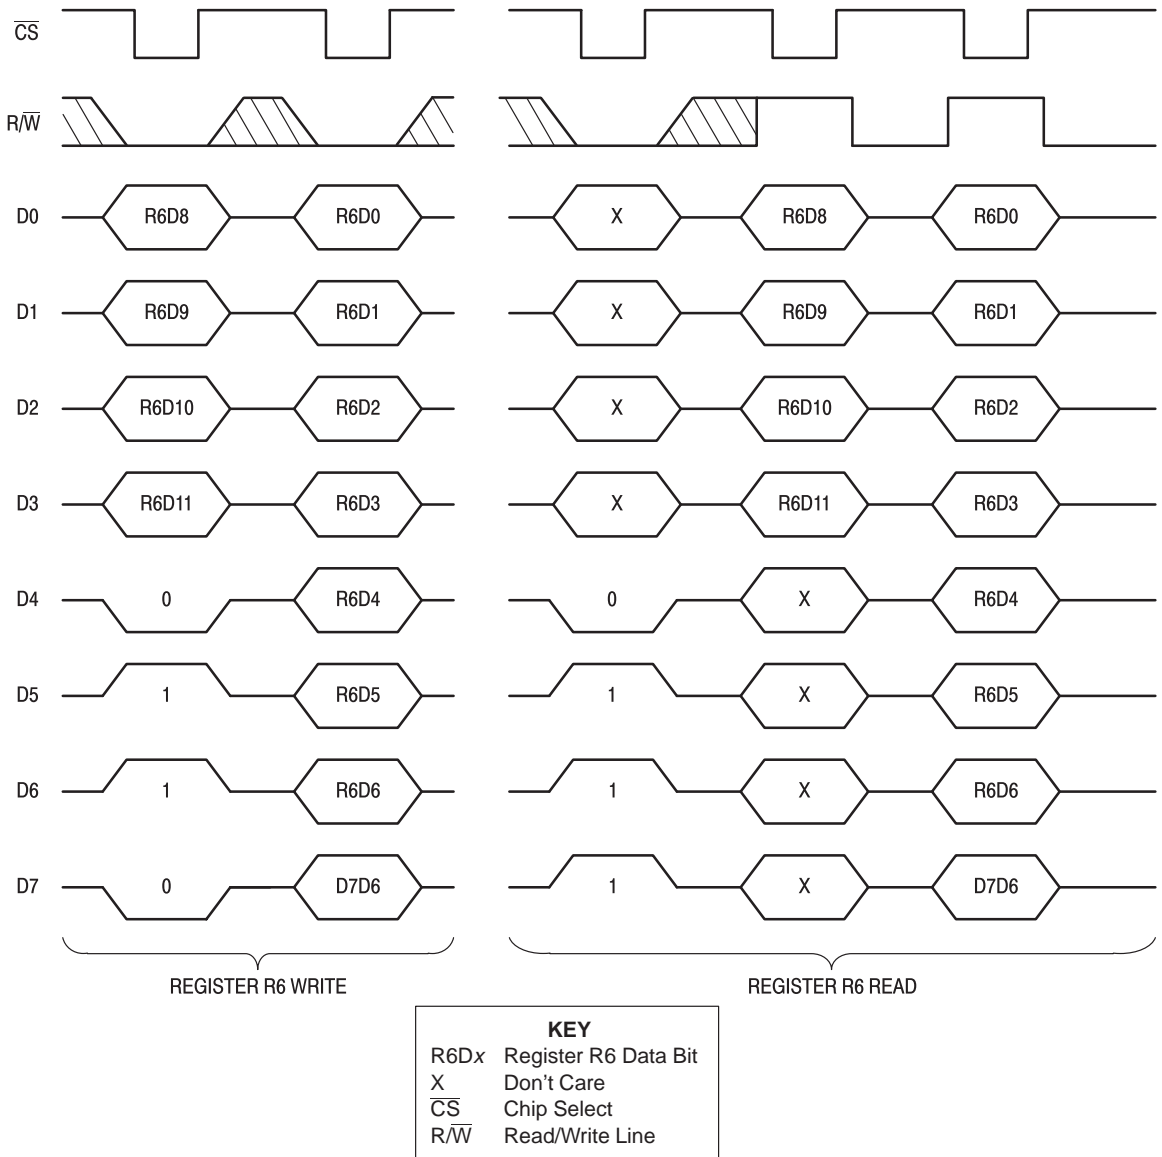 CS
R/W
D0 R6D8 R6D0 X R6D8 R6D0
D1 R6D9 R6D1 X R6D9 R6D1
D2 R6D10 R6D2 X R6D10 R6D2
D3 R6D11 R6D3 X R6D11 R6D3
D4 0 R6D4 0 X R6D4
D5 1 R6D5 1 X R6D5
D6 1 R6D6 1 X R6D6
D7 0 D7D6 1 X D7D6
REGISTER R6 WRITE REGISTER R6 READ
KEY
R6Dx Register R6 Data Bit
X Don't Care
CS Chip Select
R/W Read/Write Line